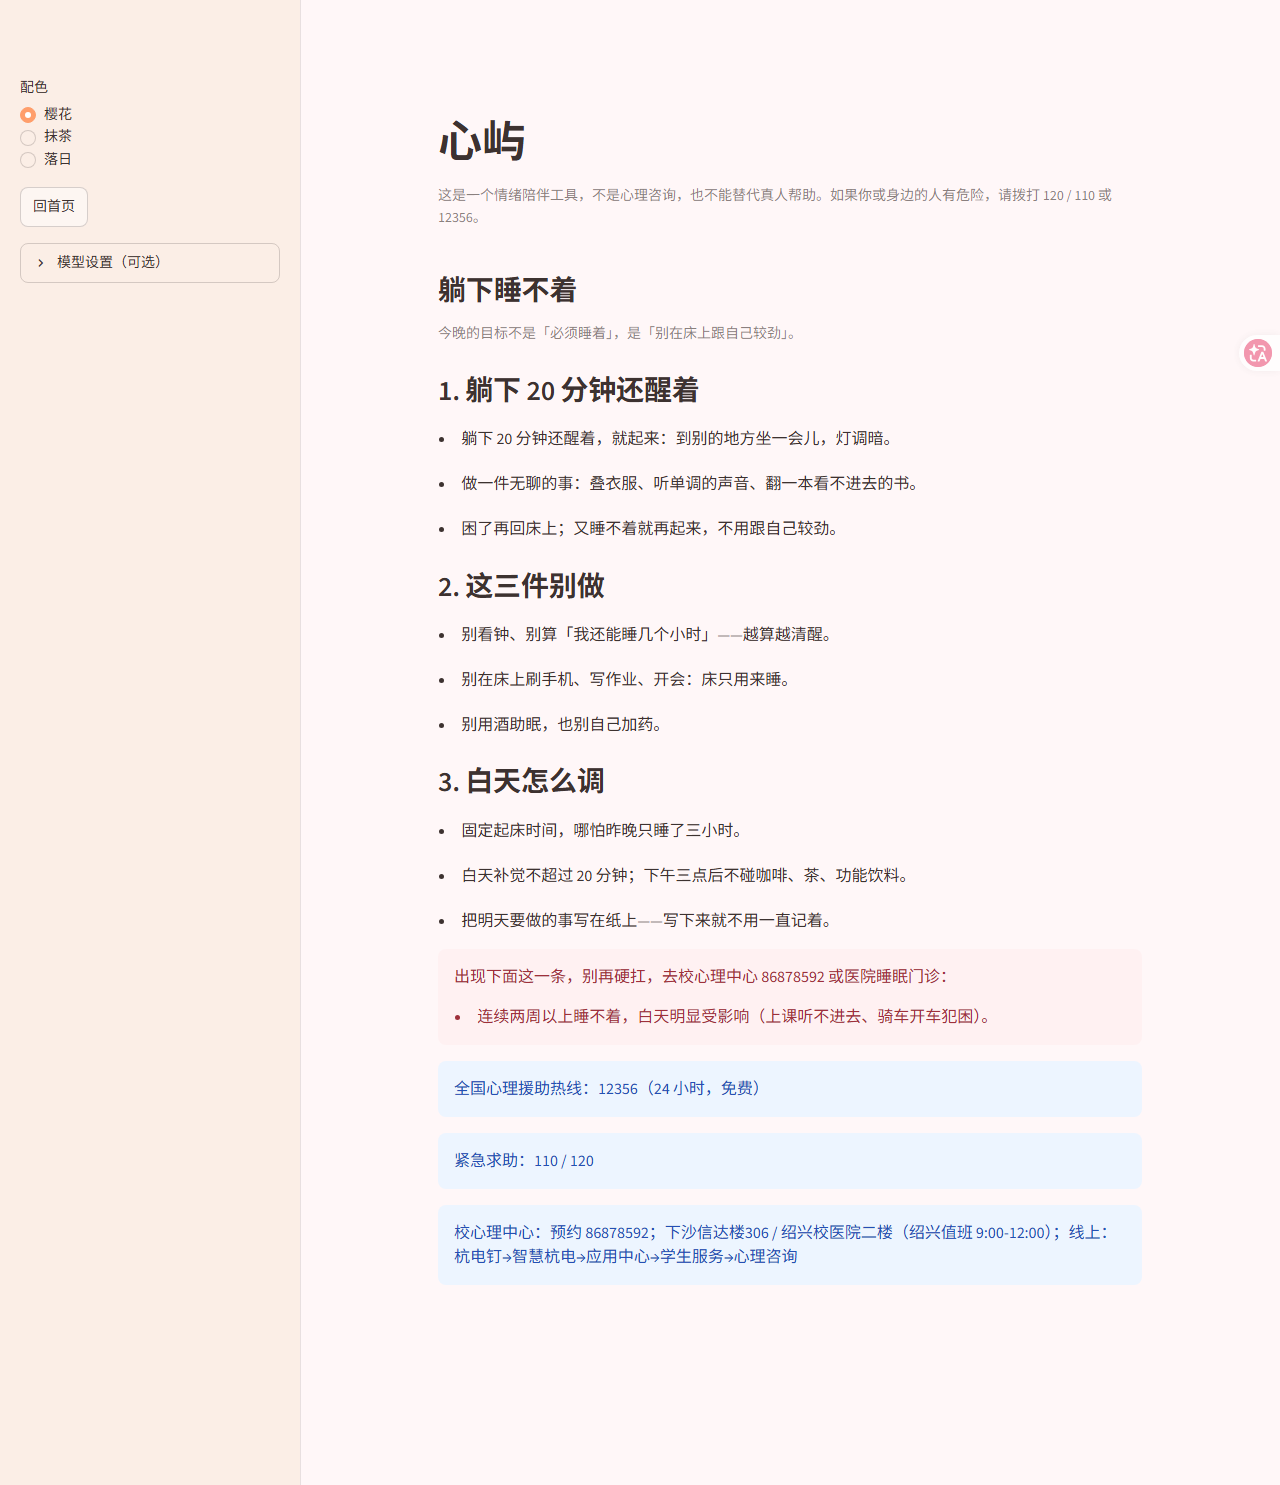 配色
樱花
抹茶
落日
回首页
模型设置（可选）
心屿
这是一个情绪陪伴工具，不是心理咨询，也不能替代真人帮助。如果你或身边的人有危险，请拨打 120 / 110 或
12356。
躺下睡不着
今晚的目标不是「必须睡着」，是「别在床上跟自己较劲」。
1. 躺下 20 分钟还醒着
• 躺下 20 分钟还醒着，就起来：到别的地方坐一会儿，灯调暗。
• 做一件无聊的事：叠衣服、听单调的声音、翻一本看不进去的书。
• 困了再回床上；又睡不着就再起来，不用跟自己较劲。
2. 这三件别做
• 别看钟、别算「我还能睡几个小时」——越算越清醒。
• 别在床上刷手机、写作业、开会：床只用来睡。
• 别用酒助眠，也别自己加药。
3. 白天怎么调
• 固定起床时间，哪怕昨晚只睡了三小时。
• 白天补觉不超过 20 分钟；下午三点后不碰咖啡、茶、功能饮料。
• 把明天要做的事写在纸上——写下来就不用一直记着。
出现下面这一条，别再硬扛，去校心理中心 86878592 或医院睡眠门诊：
• 连续两周以上睡不着，白天明显受影响（上课听不进去、骑车开车犯困）。
全国心理援助热线：12356（24 小时，免费）
紧急求助：110 / 120
校心理中心：预约 86878592；下沙信达楼306 / 绍兴校医院二楼（绍兴值班 9:00-12:00）；线上：
杭电钉→智慧杭电→应用中心→学生服务→心理咨询